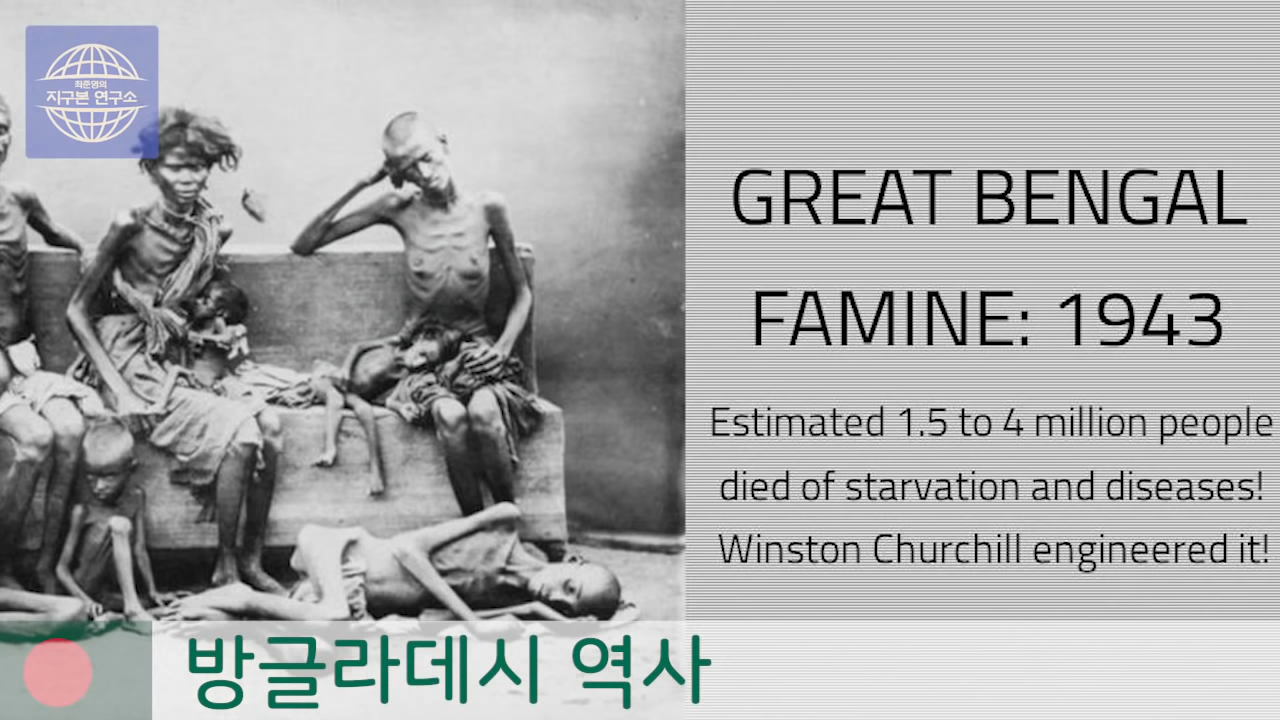 최준영의
지구본 연구소
GREAT BENGAL
FAMINE: 1943
Estimated 1.5 to 4 million people
died of starvation and diseases!
Winston Churchill engineered it!
방글라데시 역사